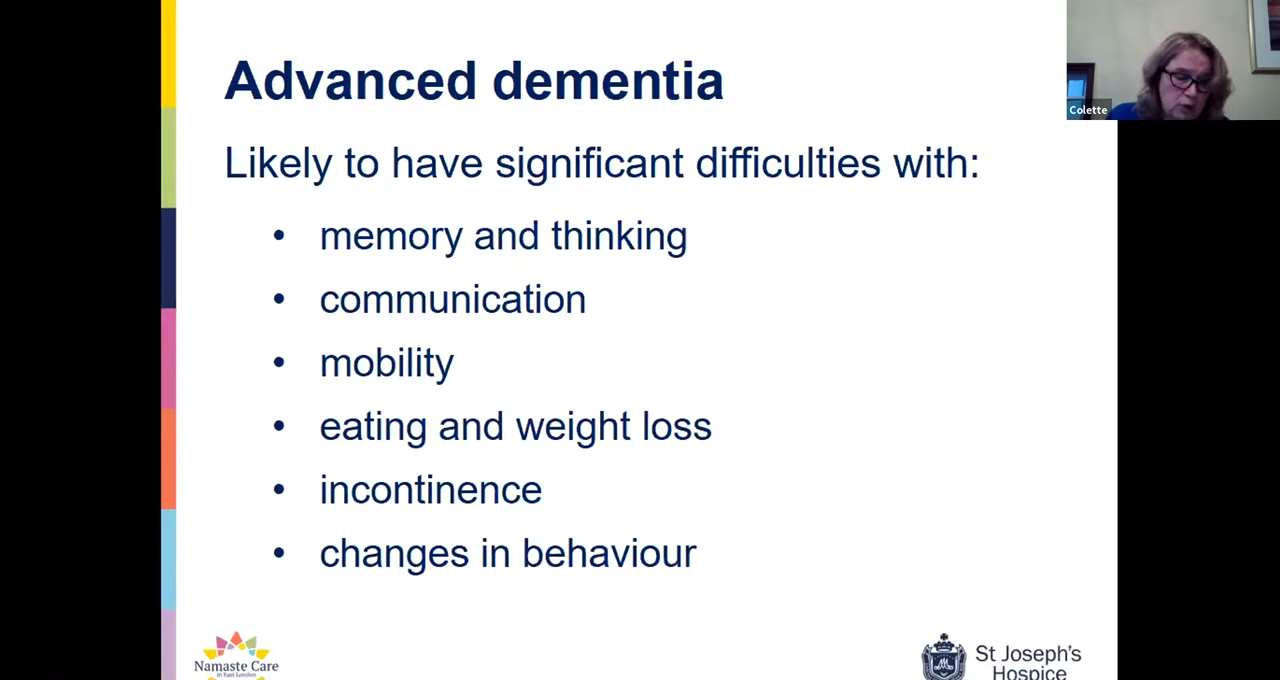 Advanced dementia
Likely to have significant difficulties with:
• memory and thinking
• communication
• mobility
• eating and weight loss
• incontinence
• changes in behaviour
Colette
Namaste Care
in East London
St Joseph's
Hospice